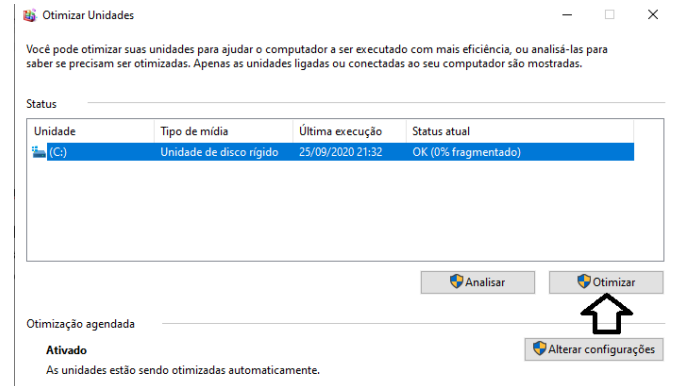 Otimizar Unidades
Você pode otimizar suas unidades para ajudar o computador a ser executado com mais eficiência, ou analisá-las para
saber se precisam ser otimizadas. Apenas as unidades ligadas ou conectadas ao seu computador são mostradas.
Status
Unidade Tipo de mídia Última execução Status atual
(C:) Unidade de disco rígido 25/09/2020 21:32 OK (0% fragmentado)
Analisar Otimizar
Otimização agendada
Ativado Alterar configurações
As unidades estão sendo otimizadas automaticamente.